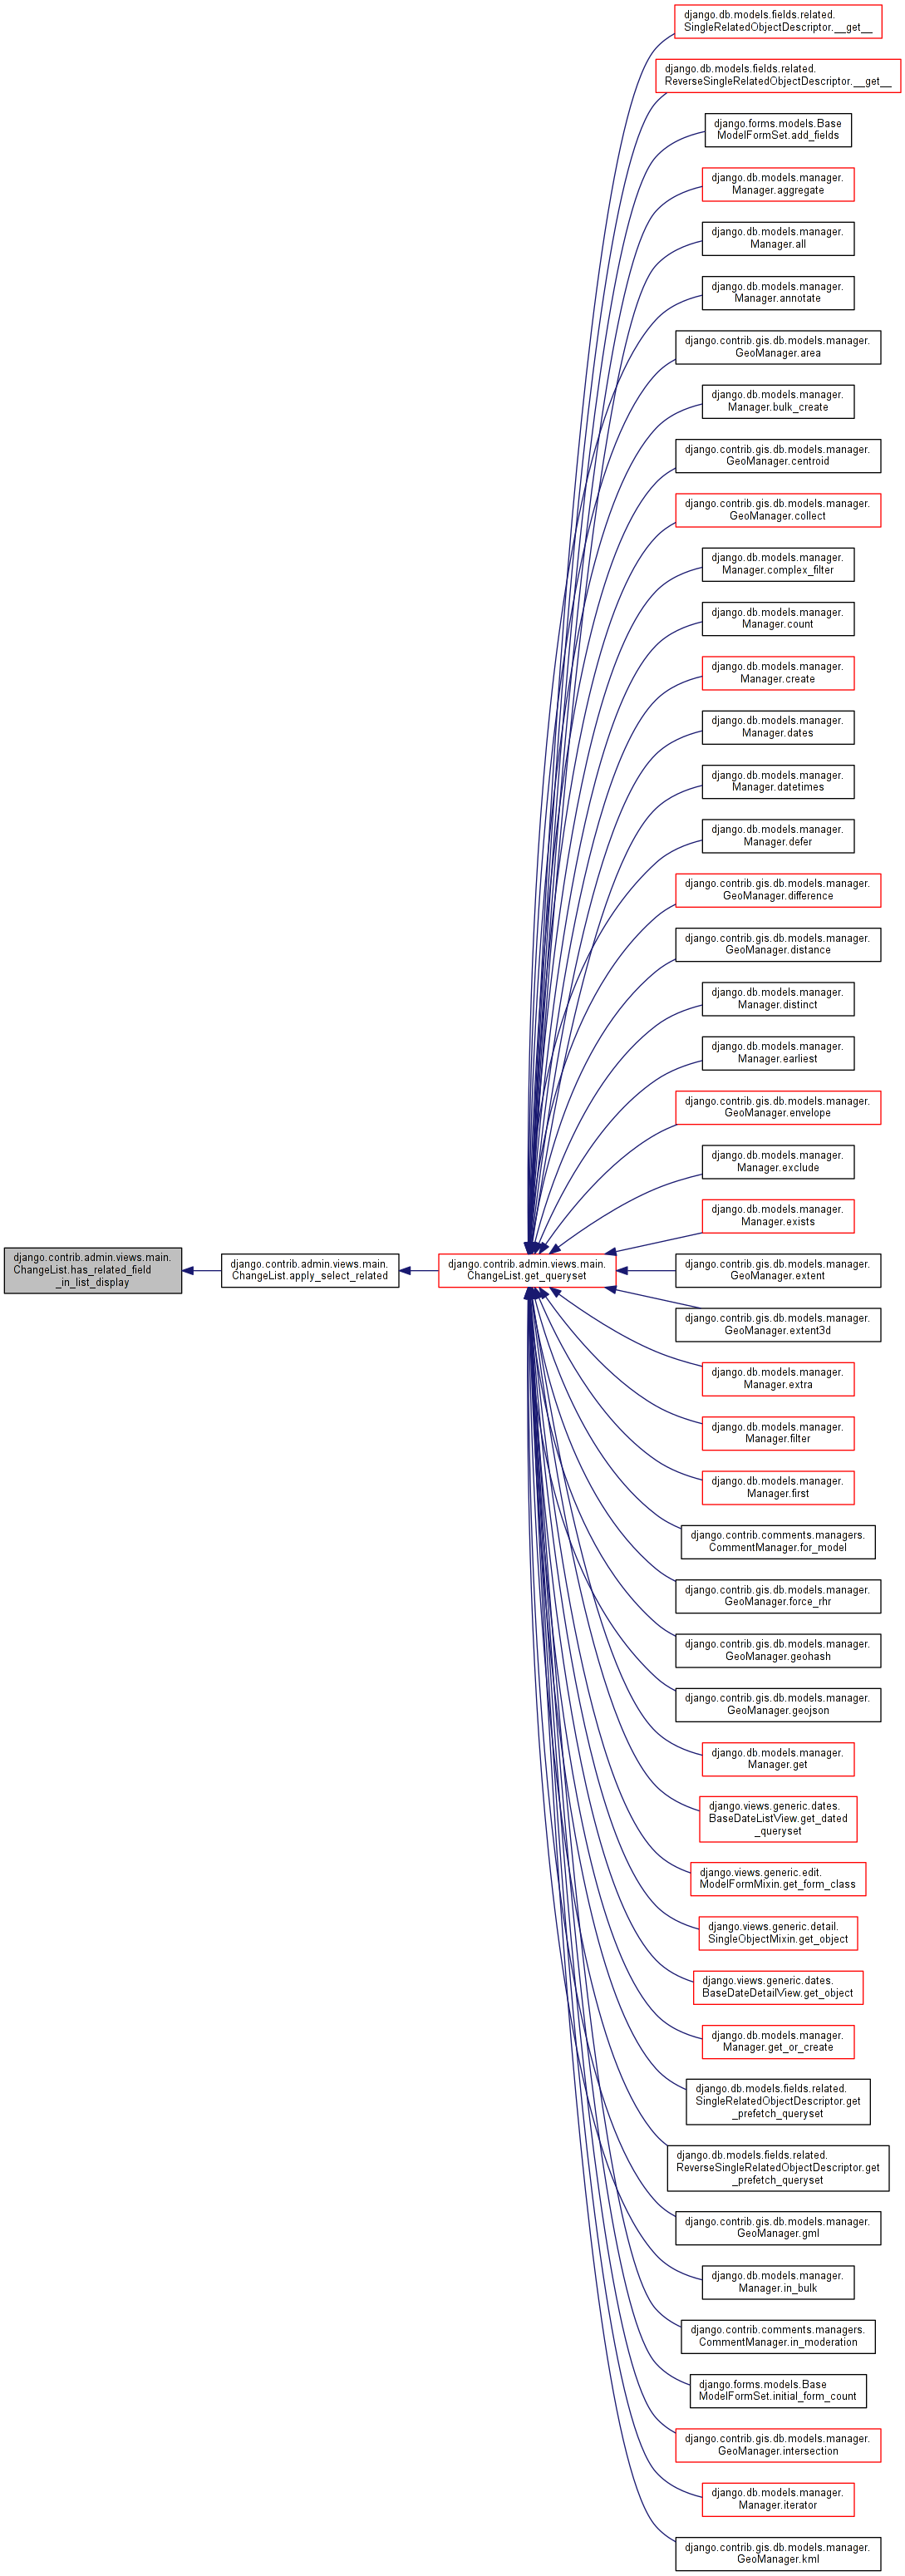 django.db.models.fields.related.
SingleRelatedObjectDescriptor.__get__
django.db.models.fields.related.
ReverseSingleRelatedObjectDescriptor.__get__
django.forms.models.Base
ModelFormSet.add_fields
django.db.models.manager.
Manager.aggregate
django.db.models.manager.
Manager.all
django.db.models.manager.
Manager.annotate
django.contrib.gis.db.models.manager.
GeoManager.area
django.db.models.manager.
Manager.bulk_create
django.contrib.gis.db.models.manager.
GeoManager.centroid
django.contrib.gis.db.models.manager.
GeoManager.collect
django.db.models.manager.
Manager.complex_filter
django.db.models.manager.
Manager.count
django.db.models.manager.
Manager.create
django.db.models.manager.
Manager.dates
django.db.models.manager.
Manager.datetimes
django.db.models.manager.
Manager.defer
django.contrib.gis.db.models.manager.
GeoManager.difference
django.contrib.gis.db.models.manager.
GeoManager.distance
django.db.models.manager.
Manager.distinct
django.db.models.manager.
Manager.earliest
django.contrib.gis.db.models.manager.
GeoManager.envelope
django.db.models.manager.
Manager.exclude
django.db.models.manager.
Manager.exists
django.contrib.admin.views.main.
ChangeList.has_related_field
_in_list_display
django.contrib.admin.views.main.
ChangeList.apply_select_related
django.contrib.admin.views.main.
ChangeList.get_queryset
django.contrib.gis.db.models.manager.
GeoManager.extent
django.contrib.gis.db.models.manager.
GeoManager.extent3d
django.db.models.manager.
Manager.extra
django.db.models.manager.
Manager.filter
django.db.models.manager.
Manager.first
django.contrib.comments.managers.
CommentManager.for_model
django.contrib.gis.db.models.manager.
GeoManager.force_rhr
django.contrib.gis.db.models.manager.
GeoManager.geohash
django.contrib.gis.db.models.manager.
GeoManager.geojson
django.db.models.manager.
Manager.get
django.views.generic.dates.
BaseDateListView.get_dated
_queryset
django.views.generic.edit.
ModelFormMixin.get_form_class
django.views.generic.detail.
SingleObjectMixin.get_object
django.views.generic.dates.
BaseDateDetailView.get_object
django.db.models.manager.
Manager.get_or_create
django.db.models.fields.related.
SingleRelatedObjectDescriptor.get
_prefetch_queryset
django.db.models.fields.related.
ReverseSingleRelatedObjectDescriptor.get
_prefetch_queryset
django.contrib.gis.db.models.manager.
GeoManager.gml
django.db.models.manager.
Manager.in_bulk
django.contrib.comments.managers.
CommentManager.in_moderation
django.forms.models.Base
ModelFormSet.initial_form_count
django.contrib.gis.db.models.manager.
GeoManager.intersection
django.db.models.manager.
Manager.iterator
django.contrib.gis.db.models.manager.
GeoManager.kml